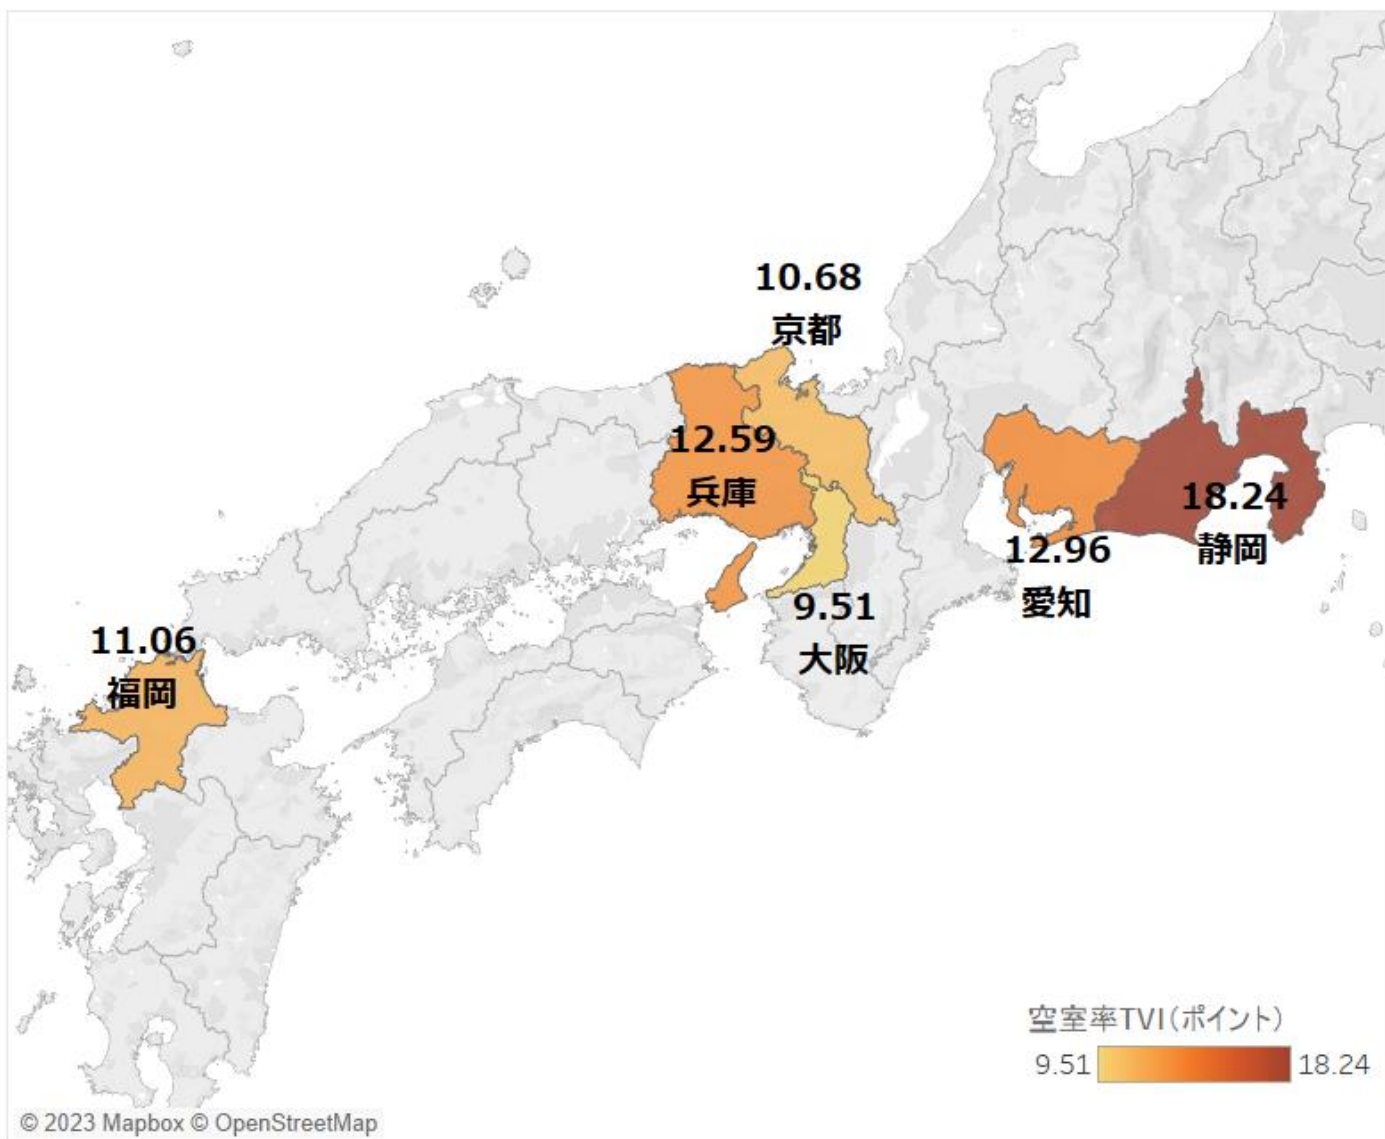 10.68
京都
12.59
兵庫
18.24
静岡
12.96
愛知
9.51
大阪
11.06
福岡
空室率TVI(ポイント)
9.51 18.24
© 2023 Mapbox © OpenStreetMap